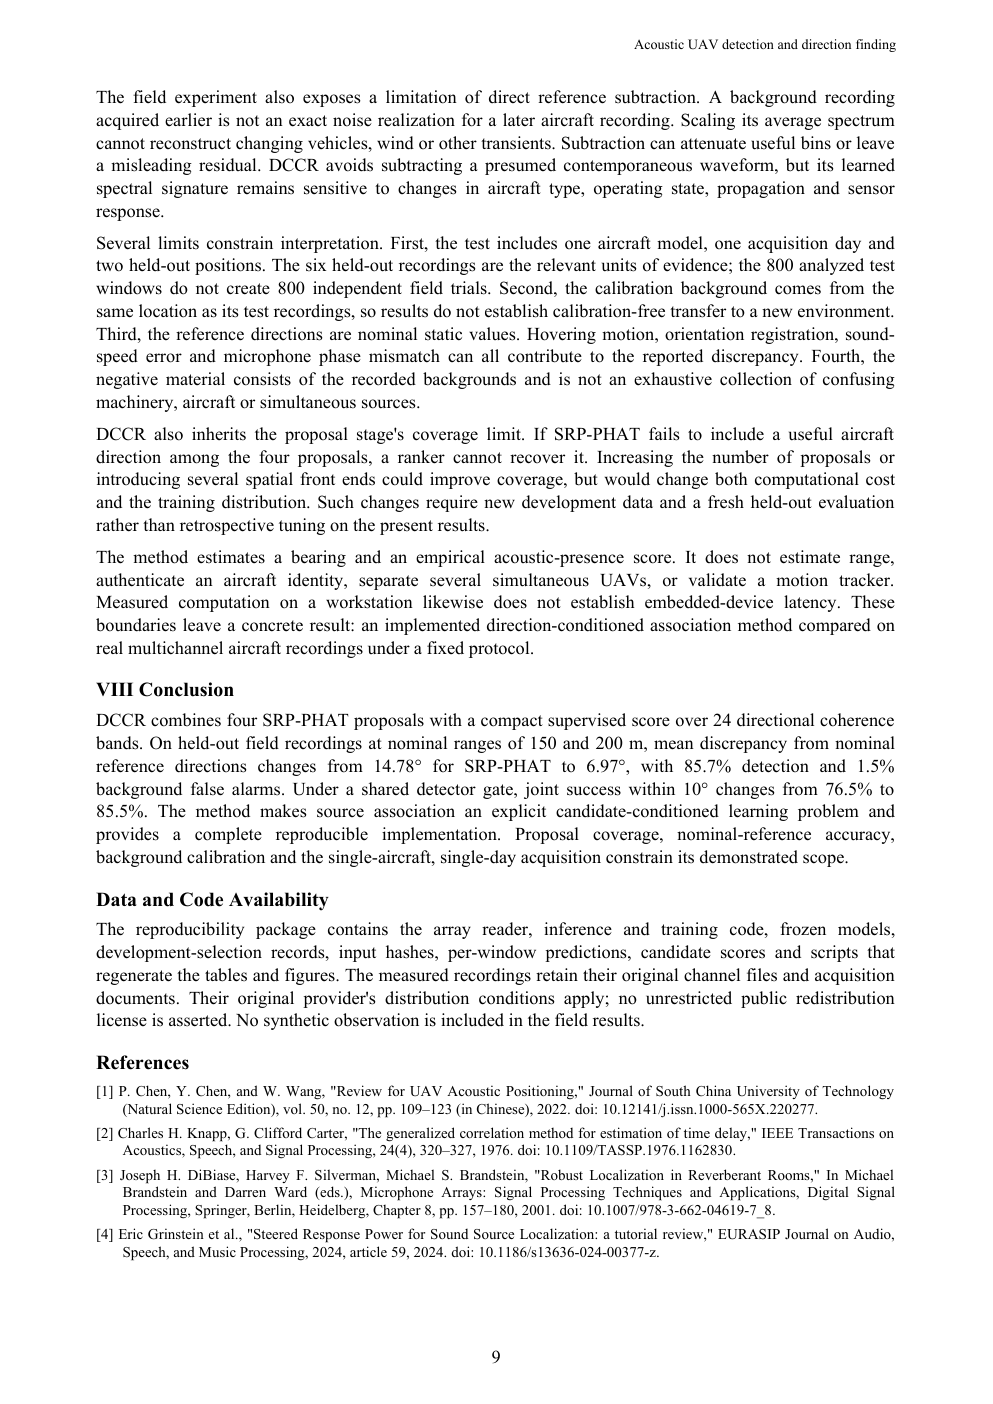 Acoustic UAV detection and direction finding
The field experiment also exposes a limitation of direct reference subtraction. A background recording
acquired earlier is not an exact noise realization for a later aircraft recording. Scaling its average spectrum
cannot reconstruct changing vehicles, wind or other transients. Subtraction can attenuate useful bins or leave
a misleading residual. DCCR avoids subtracting a presumed contemporaneous waveform, but its learned
spectral signature remains sensitive to changes in aircraft type, operating state, propagation and sensor
response.
Several limits constrain interpretation. First, the test includes one aircraft model, one acquisition day and
two held-out positions. The six held-out recordings are the relevant units of evidence; the 800 analyzed test
windows do not create 800 independent field trials. Second, the calibration background comes from the
same location as its test recordings, so results do not establish calibration-free transfer to a new environment.
Third, the reference directions are nominal static values. Hovering motion, orientation registration, sound-
speed error and microphone phase mismatch can all contribute to the reported discrepancy. Fourth, the
negative material consists of the recorded backgrounds and is not an exhaustive collection of confusing
machinery, aircraft or simultaneous sources.
DCCR also inherits the proposal stage's coverage limit. If SRP-PHAT fails to include a useful aircraft
direction among the four proposals, a ranker cannot recover it. Increasing the number of proposals or
introducing several spatial front ends could improve coverage, but would change both computational cost
and the training distribution. Such changes require new development data and a fresh held-out evaluation
rather than retrospective tuning on the present results.
The method estimates a bearing and an empirical acoustic-presence score. It does not estimate range,
authenticate an aircraft identity, separate several simultaneous UAVs, or validate a motion tracker.
Measured computation on a workstation likewise does not establish embedded-device latency. These
boundaries leave a concrete result: an implemented direction-conditioned association method compared on
real multichannel aircraft recordings under a fixed protocol.
VIII Conclusion
DCCR combines four SRP-PHAT proposals with a compact supervised score over 24 directional coherence
bands. On held-out field recordings at nominal ranges of 150 and 200 m, mean discrepancy from nominal
reference directions changes from 14.78° for SRP-PHAT to 6.97°, with 85.7% detection and 1.5%
background false alarms. Under a shared detector gate, joint success within 10° changes from 76.5% to
85.5%. The method makes source association an explicit candidate-conditioned learning problem and
provides a complete reproducible implementation. Proposal coverage, nominal-reference accuracy,
background calibration and the single-aircraft, single-day acquisition constrain its demonstrated scope.
Data and Code Availability
The reproducibility package contains the array reader, inference and training code, frozen models,
development-selection records, input hashes, per-window predictions, candidate scores and scripts that
regenerate the tables and figures. The measured recordings retain their original channel files and acquisition
documents. Their original provider's distribution conditions apply; no unrestricted public redistribution
license is asserted. No synthetic observation is included in the field results.
References
[1] P. Chen, Y. Chen, and W. Wang, "Review for UAV Acoustic Positioning," Journal of South China University of Technology
(Natural Science Edition), vol. 50, no. 12, pp. 109–123 (in Chinese), 2022. doi: 10.12141/j.issn.1000-565X.220277.
[2] Charles H. Knapp, G. Clifford Carter, "The generalized correlation method for estimation of time delay," IEEE Transactions on
Acoustics, Speech, and Signal Processing, 24(4), 320–327, 1976. doi: 10.1109/TASSP.1976.1162830.
[3] Joseph H. DiBiase, Harvey F. Silverman, Michael S. Brandstein, "Robust Localization in Reverberant Rooms," In Michael
Brandstein and Darren Ward (eds.), Microphone Arrays: Signal Processing Techniques and Applications, Digital Signal
Processing, Springer, Berlin, Heidelberg, Chapter 8, pp. 157–180, 2001. doi: 10.1007/978-3-662-04619-7_8.
[4] Eric Grinstein et al., "Steered Response Power for Sound Source Localization: a tutorial review," EURASIP Journal on Audio,
Speech, and Music Processing, 2024, article 59, 2024. doi: 10.1186/s13636-024-00377-z.
9